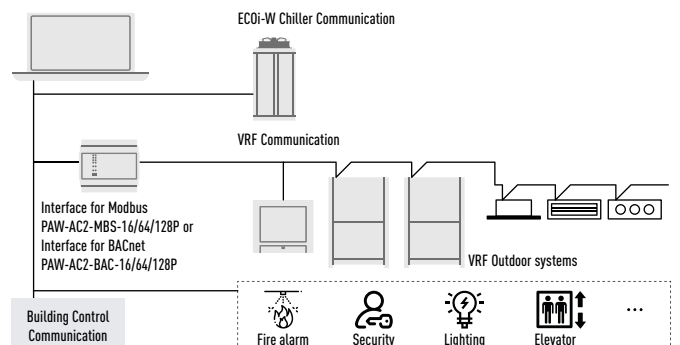 ECOi-W Chiller Communication
VRF Communication
Interface for Modbus
PAW-AC2-MBS-16/64/128P or
Interface for BACnet
PAW-AC2-BAC-16/64/128P
VRF Outdoor systems
Building Control
Communication
Fire alarm
Security
Lighting
Elevator
...